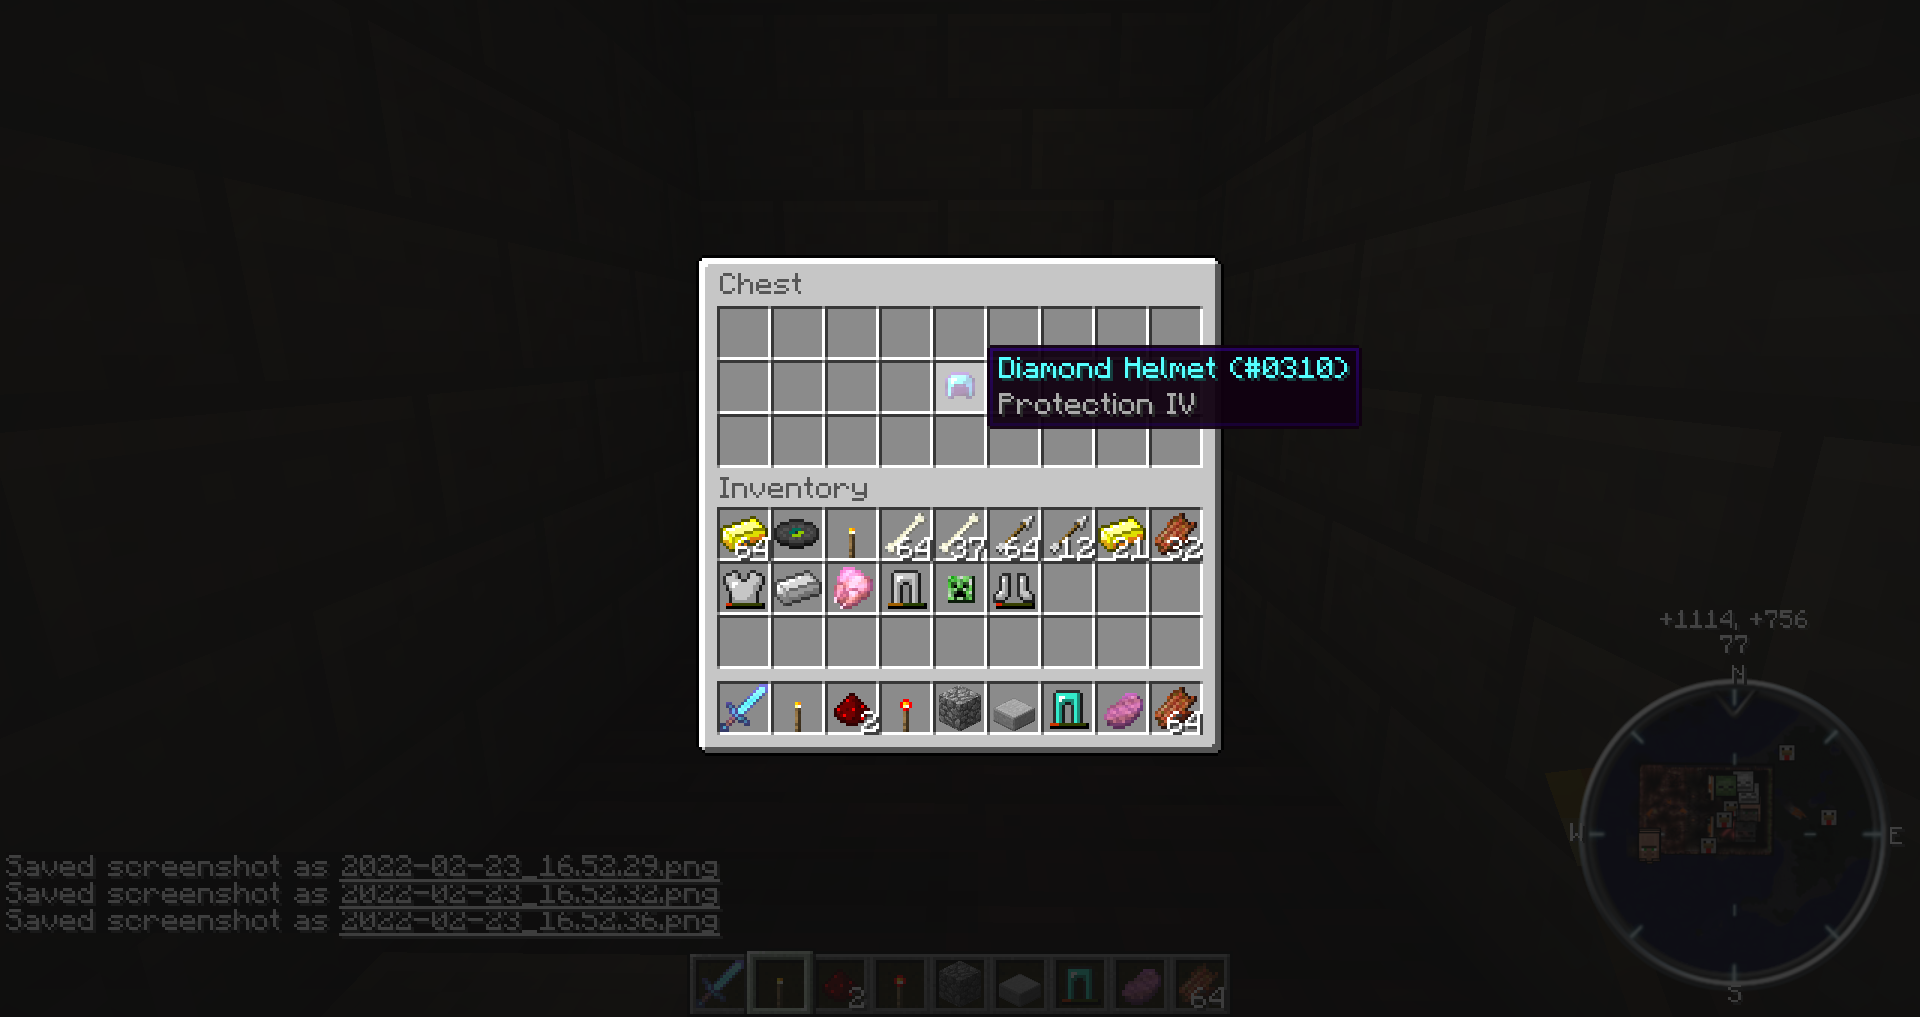 Chest
Diamond Helmet (#0310)
Protection IV
Inventory
64
64 37 64 12 21 32
2
64
+1114, +756
77
N
W
E
S
Saved screenshot as 2022-02-23_16.52.29.png
Saved screenshot as 2022-02-23_16.52.32.png
Saved screenshot as 2022-02-23_16.52.36.png
2
64